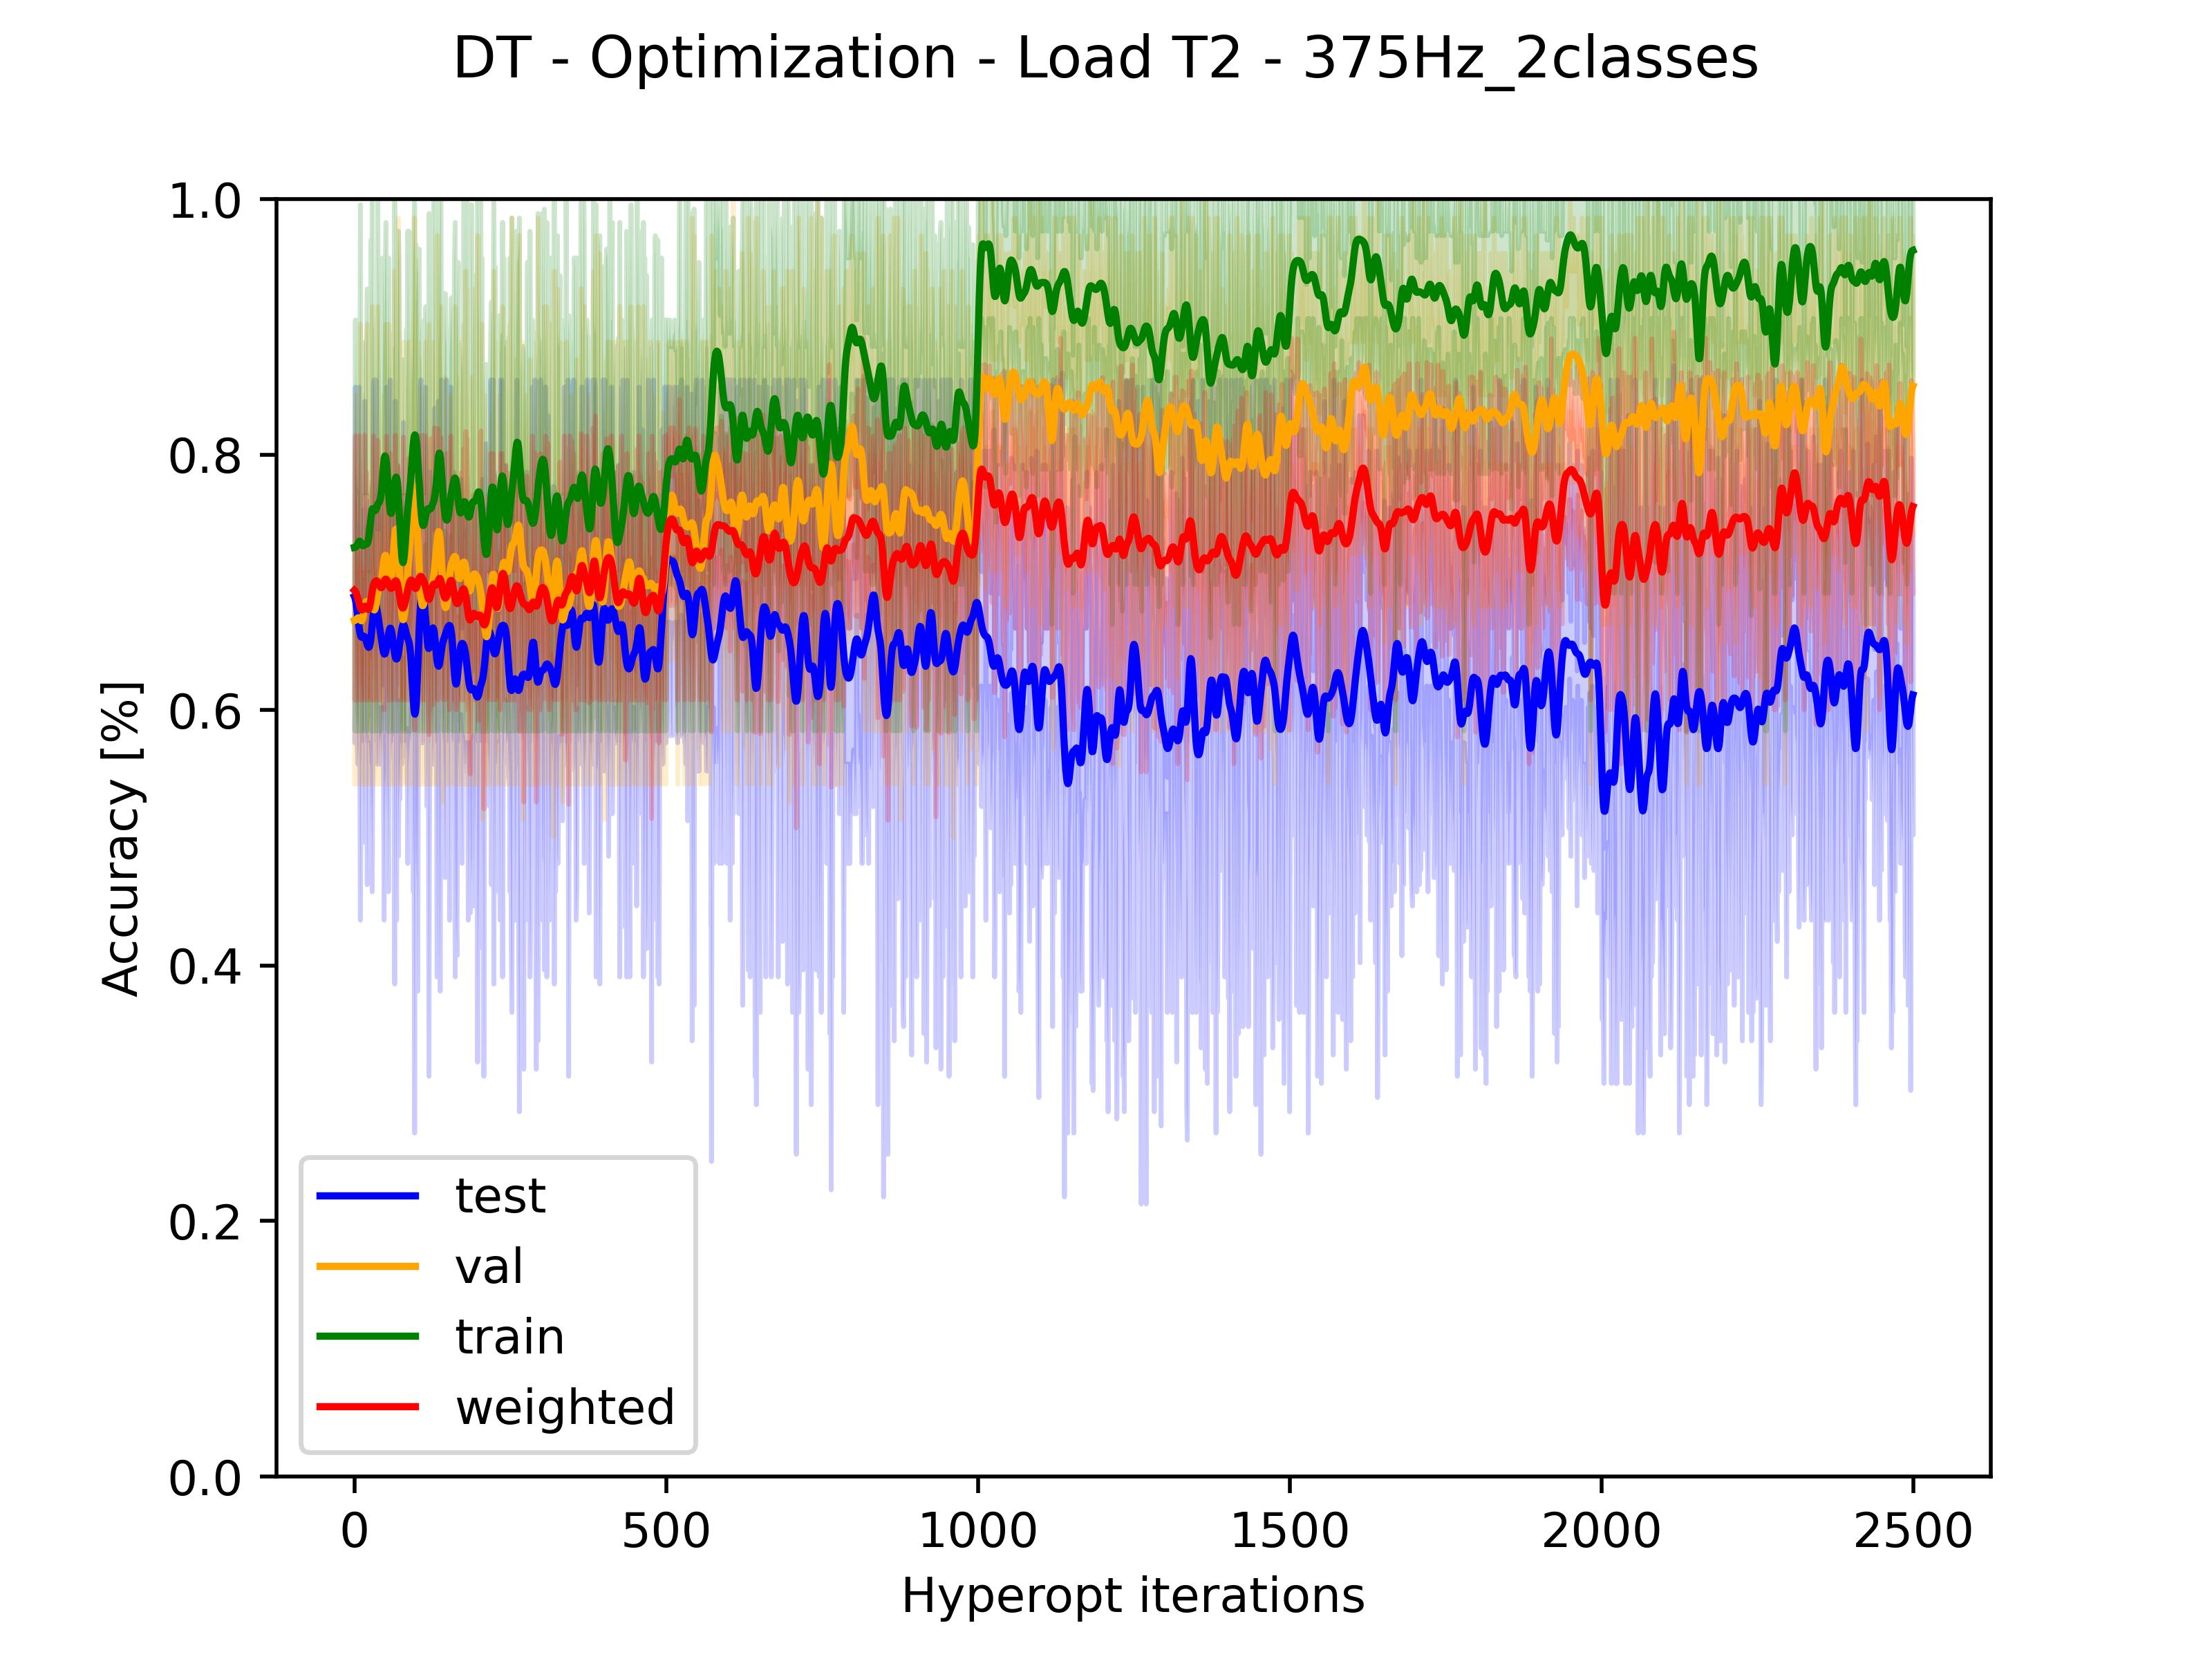 DT - Optimization - Load T2 - 375Hz_2classes
1.0
0.8
0.6
0.4
0.2
0.0
Accuracy [%]
test
val
train
weighted
0 500 1000 1500 2000 2500
Hyperopt iterations